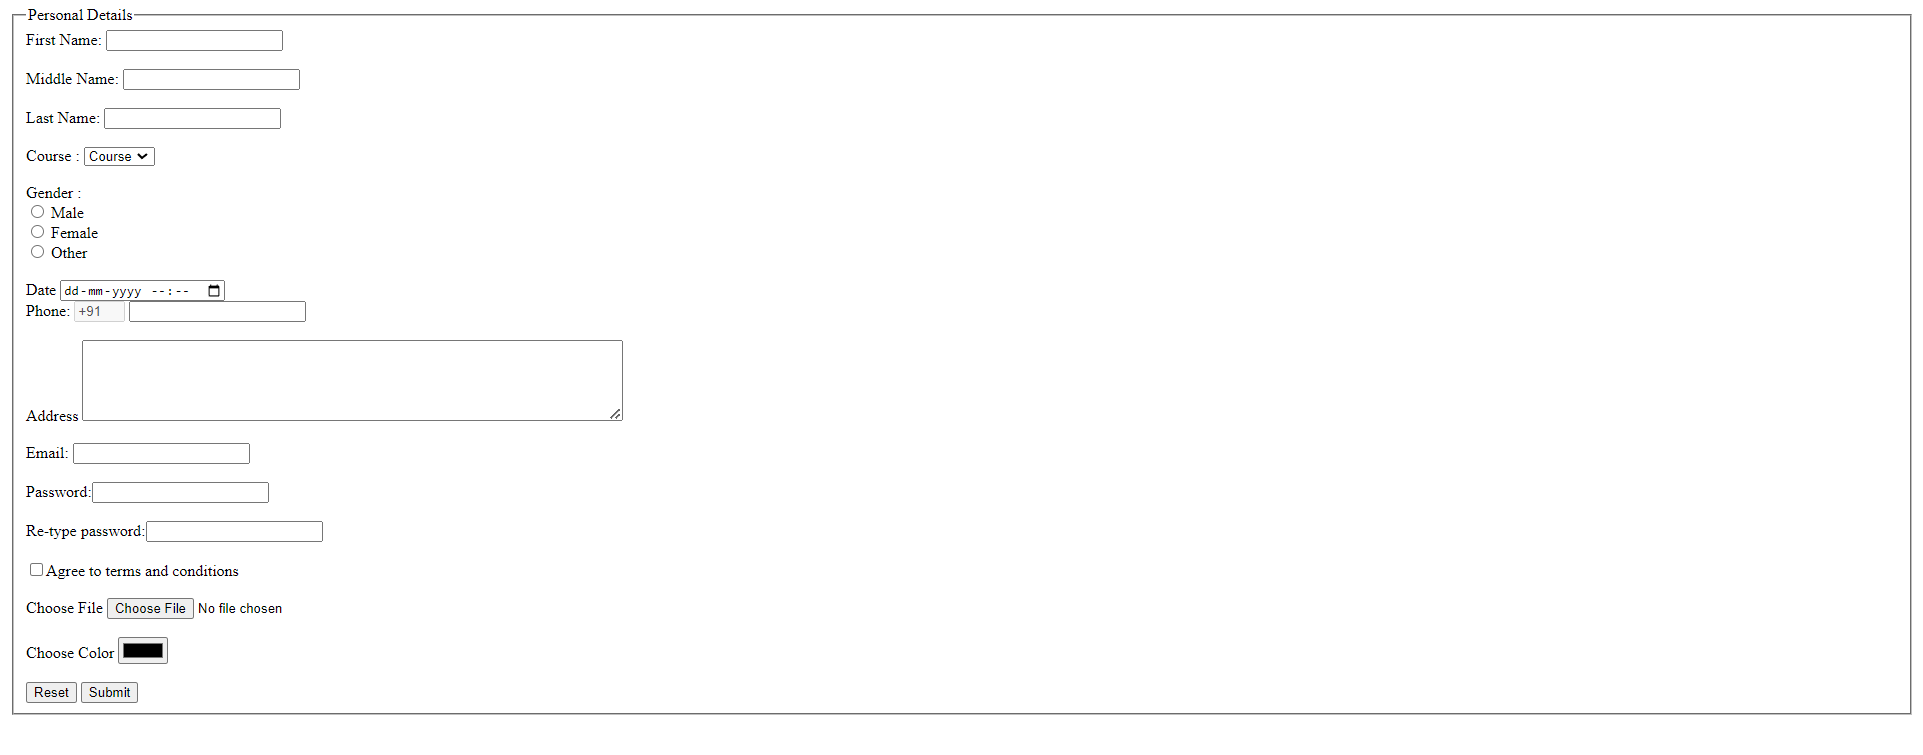 Personal Details
First Name:
Middle Name:
Last Name:
Course : Course
Gender :
Male
Female
Other
Date dd-mm-yyyy --:--
Phone: +91
Address
Email:
Password:
Re-type password:
Agree to terms and conditions
Choose File Choose File No file chosen
Choose Color
Reset Submit